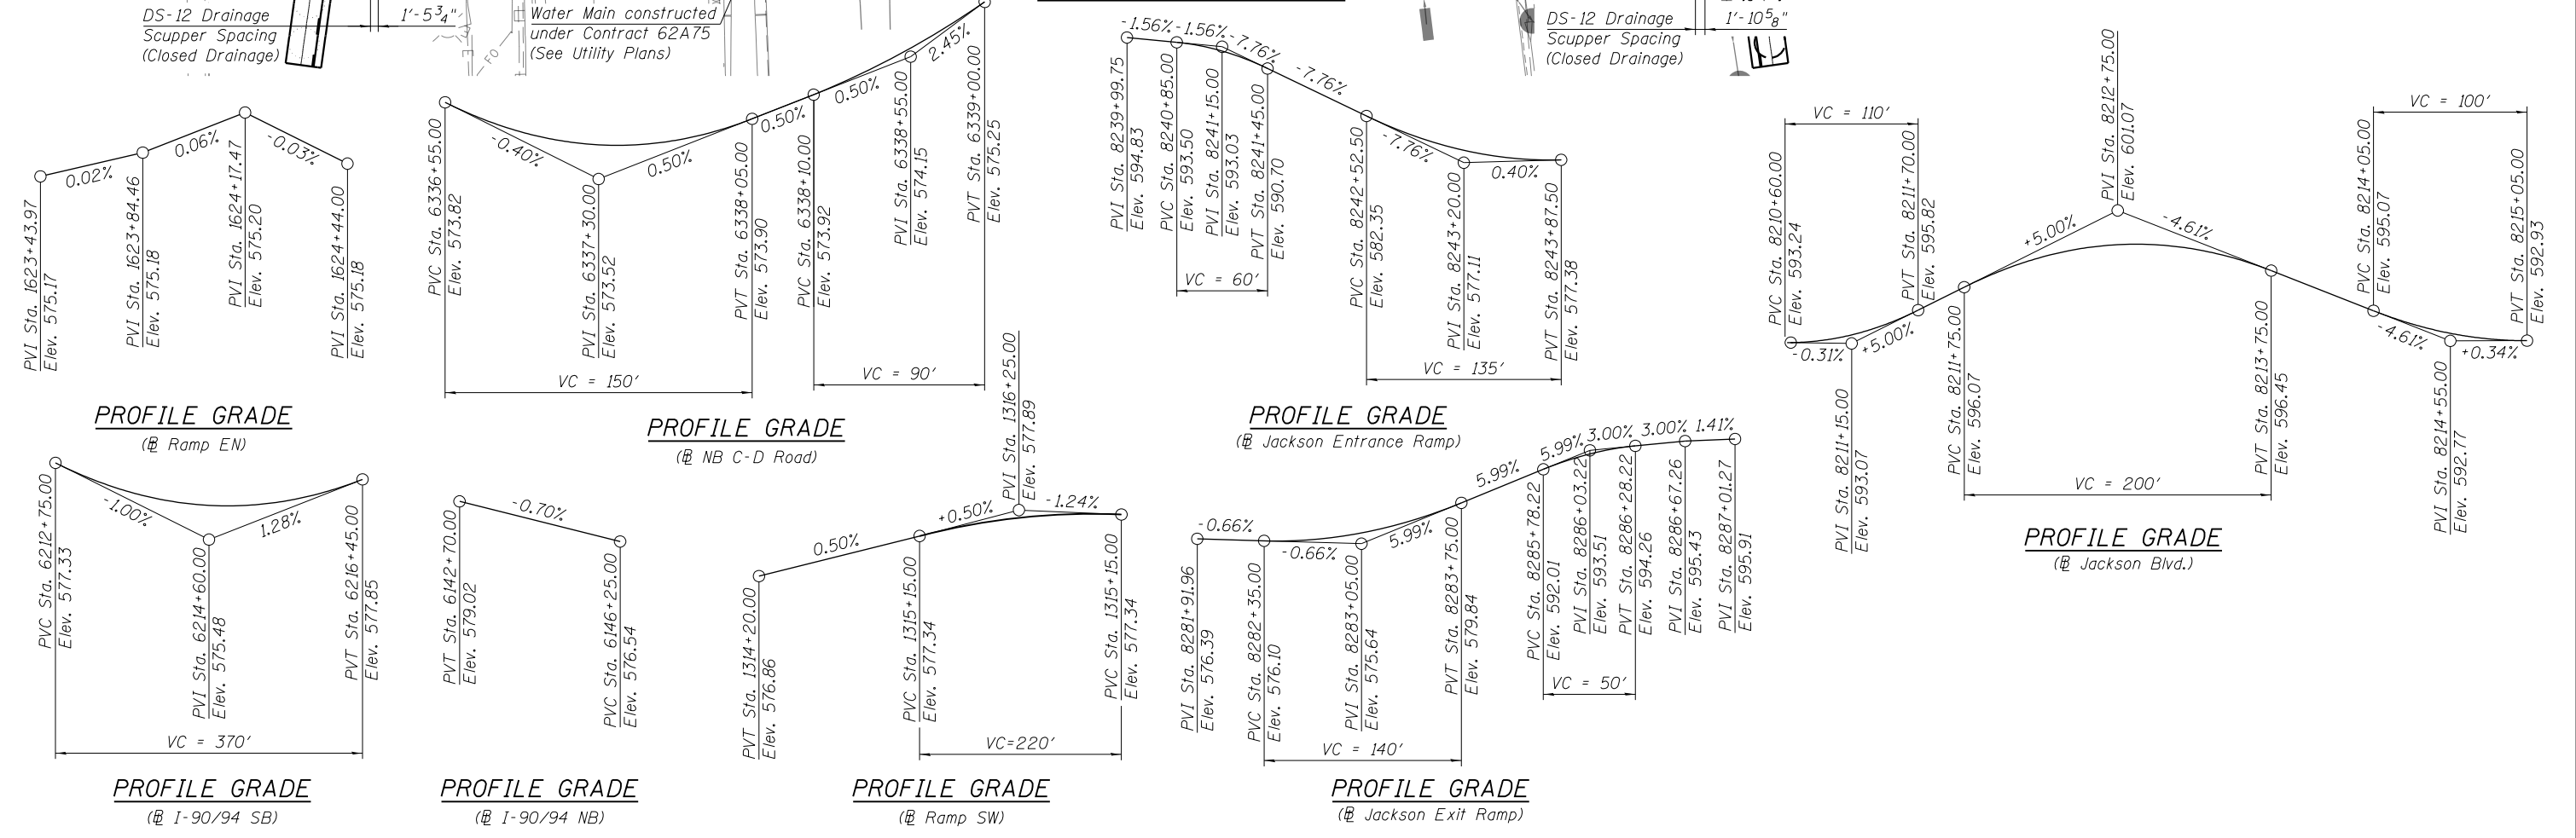 DS-12 Drainage
Scupper Spacing
(Closed Drainage)
1'-5 3/4"
Water Main constructed
under Contract 62A75
(See Utility Plans)
FO
E
DS-12 Drainage
Scupper Spacing
(Closed Drainage)
1'-10 5/8"
PVI Sta. 1623+43.97
Elev. 575.17
0.02%
PVI Sta. 1623+84.46
Elev. 575.18
0.06%
PVI Sta. 1624+17.47
Elev. 575.20
-0.03%
PVI Sta. 1624+44.00
Elev. 575.18
PROFILE GRADE
(℄ Ramp EN)
PVC Sta. 6336+55.00
Elev. 573.82
-0.40%
PVI Sta. 6337+30.00
Elev. 573.52
0.50%
PVT Sta. 6338+05.00
Elev. 573.90
0.50%
PVC Sta. 6338+10.00
Elev. 573.92
0.50%
PVI Sta. 6338+55.00
Elev. 574.15
2.45%
PVT Sta. 6339+00.00
Elev. 575.25
VC = 150'
VC = 90'
PROFILE GRADE
(℄ NB C-D Road)
-1.56%
-1.56%
-7.76%
-7.76%
-7.76%
0.40%
PVI Sta. 8239+99.75
Elev. 594.83
PVC Sta. 8240+85.00
Elev. 593.50
PVI Sta. 8241+15.00
Elev. 593.03
PVT Sta. 8241+45.00
Elev. 590.70
VC = 60'
PVC Sta. 8242+52.50
Elev. 582.35
PVI Sta. 8243+20.00
Elev. 577.11
PVT Sta. 8243+87.50
Elev. 577.38
VC = 135'
PROFILE GRADE
(℄ Jackson Entrance Ramp)
VC = 110'
PVC Sta. 8210+60.00
Elev. 593.24
-0.31%
PVI Sta. 8211+15.00
Elev. 593.07
+5.00%
PVT Sta. 8211+70.00
Elev. 595.82
PVC Sta. 8211+75.00
Elev. 596.07
+5.00%
PVI Sta. 8212+75.00
Elev. 601.07
-4.61%
PVT Sta. 8213+75.00
Elev. 596.45
VC = 200'
PVC Sta. 8214+05.00
Elev. 595.07
-4.61%
PVI Sta. 8214+55.00
Elev. 592.77
+0.34%
PVT Sta. 8215+05.00
Elev. 592.93
VC = 100'
PROFILE GRADE
(℄ Jackson Blvd.)
PVC Sta. 6212+75.00
Elev. 577.33
-1.00%
PVI Sta. 6214+60.00
Elev. 575.48
1.28%
PVT Sta. 6216+45.00
Elev. 577.85
VC = 370'
PROFILE GRADE
(℄ I-90/94 SB)
PVT Sta. 6142+70.00
Elev. 579.02
-0.70%
PVC Sta. 6146+25.00
Elev. 576.54
PROFILE GRADE
(℄ I-90/94 NB)
PVT Sta. 1314+20.00
Elev. 576.86
0.50%
PVC Sta. 1315+15.00
Elev. 577.34
+0.50%
PVI Sta. 1316+25.00
Elev. 577.89
-1.24%
PVC Sta. 1315+15.00
Elev. 577.34
VC=220'
PROFILE GRADE
(℄ Ramp SW)
-0.66%
PVI Sta. 8281+91.96
Elev. 576.39
PVC Sta. 8282+35.00
Elev. 576.10
-0.66%
PVI Sta. 8283+05.00
Elev. 575.64
5.99%
PVT Sta. 8283+75.00
Elev. 579.84
5.99%
PVC Sta. 8285+78.22
Elev. 592.01
5.99%
PVI Sta. 8286+03.22
Elev. 593.51
3.00%
PVT Sta. 8286+28.22
Elev. 594.26
3.00%
PVI Sta. 8286+67.26
Elev. 595.43
1.41%
PVI Sta. 8287+01.27
Elev. 595.91
VC = 50'
VC = 140'
PROFILE GRADE
(℄ Jackson Exit Ramp)